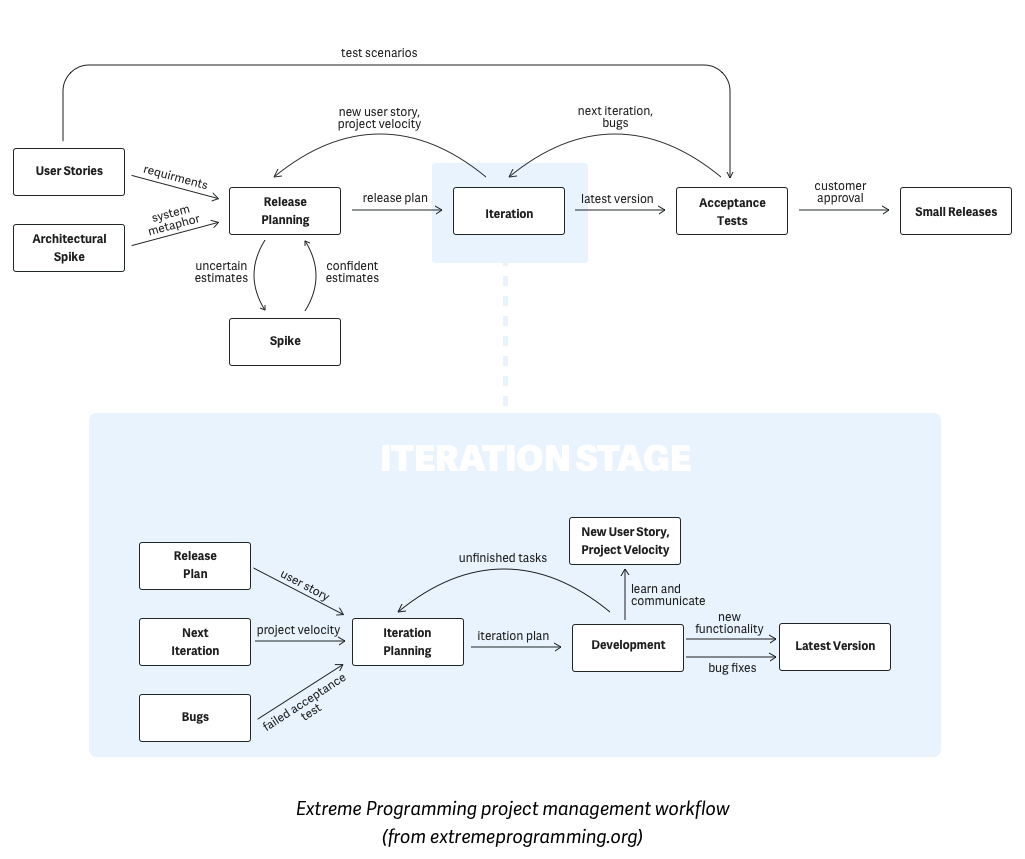 test scenarios
new user story,
project velocity
next iteration,
bugs
User Stories
requirments
system
metaphor
Architectural
Spike
Release
Planning
release plan
Iteration
latest version
Acceptance
Tests
customer
approval
Small Releases
uncertain
estimates
confident
estimates
Spike
ITERATION STAGE
New User Story,
Project Velocity
unfinished tasks
learn and
communicate
Release
Plan
user story
Next
Iteration
project velocity
Iteration
Planning
iteration plan
Development
new
functionality
bug fixes
Latest Version
Bugs
failed acceptance
test
Extreme Programming project management workflow
(from extremeprogramming.org)